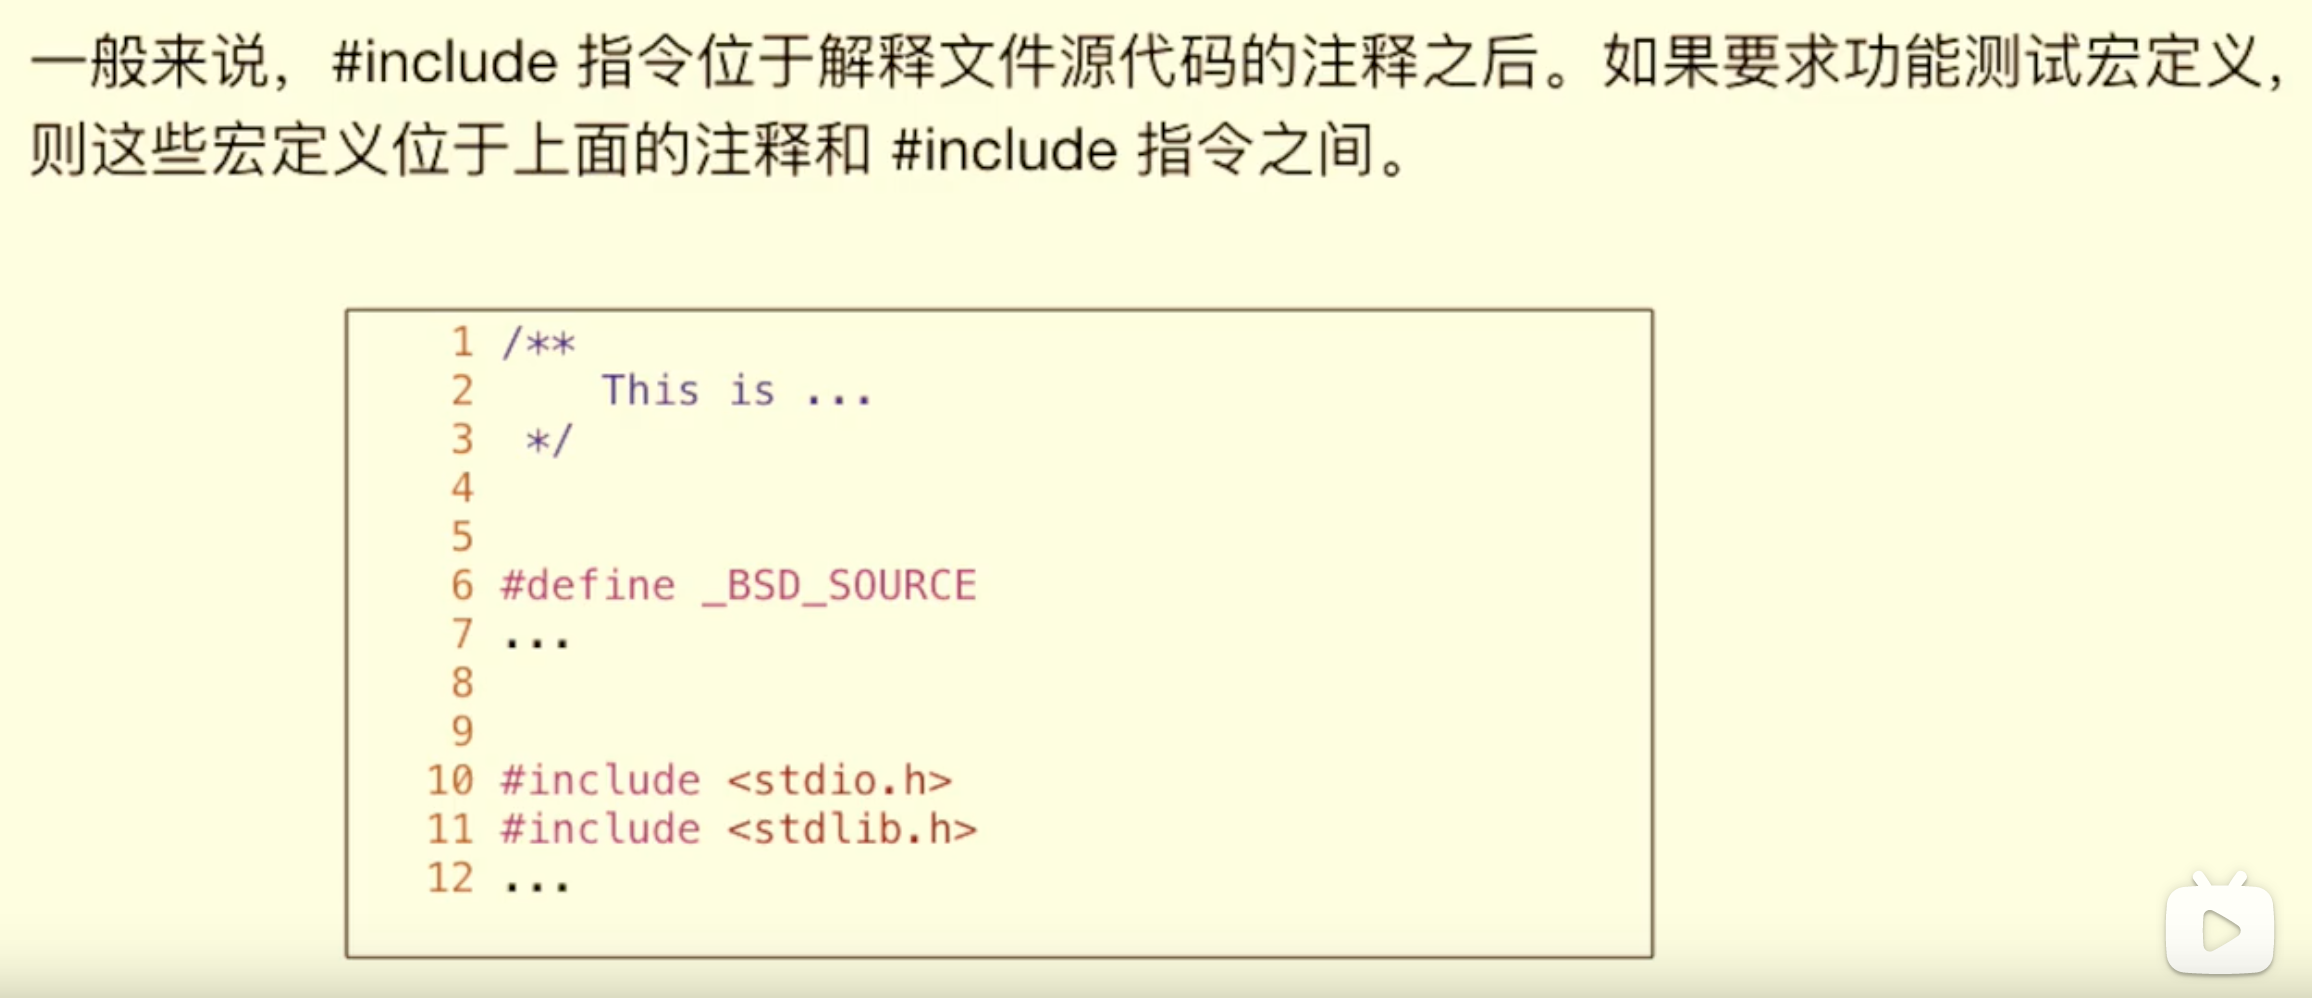 一般来说，#include 指令位于解释文件源代码的注释之后。如果要求功能测试宏定义，
则这些宏定义位于上面的注释和 #include 指令之间。
1 /**
2     This is ...
3  */
4
5
6 #define _BSD_SOURCE
7 ...
8
9
10 #include <stdio.h>
11 #include <stdlib.h>
12 ...